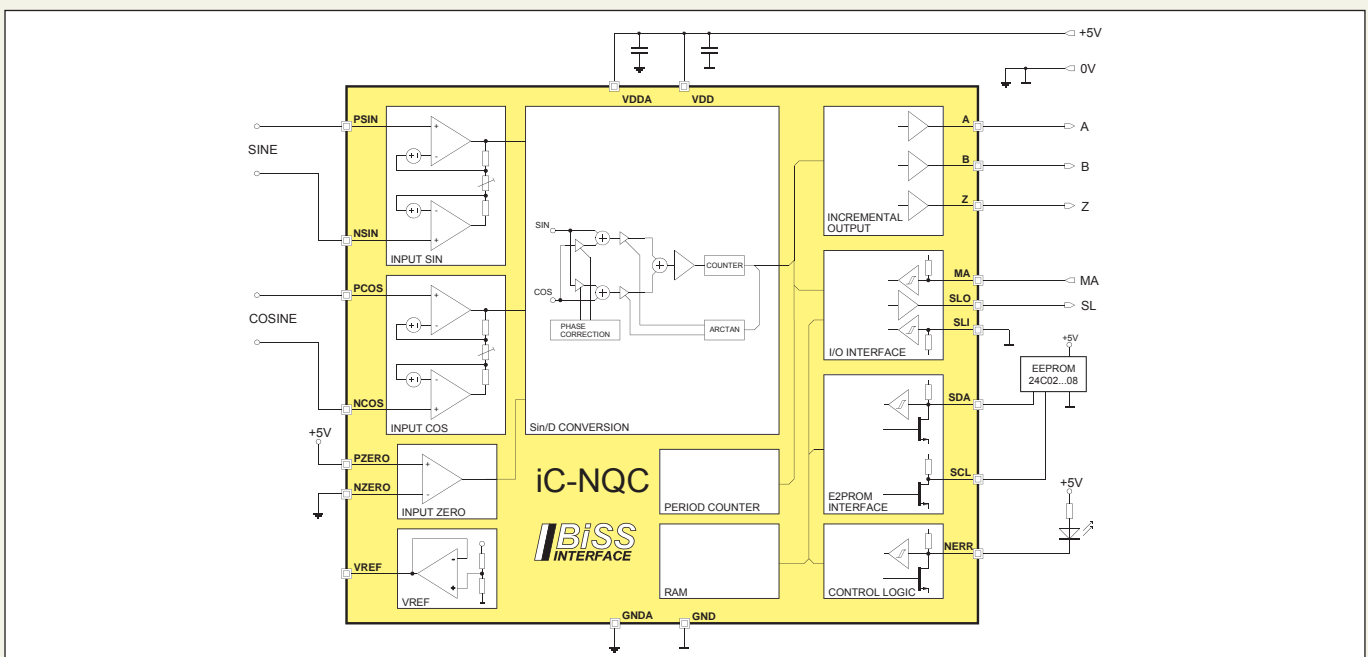 +5V
0V
VDDA
VDD
PSIN
SINE
NSIN
INPUT SIN
+
-
-
+
PCOS
COSINE
NCOS
INPUT COS
+
-
-
+
+5V
PZERO
NZERO
+
-
INPUT ZERO
VREF
-
+
VREF
SIN
COS
PHASE
CORRECTION
COUNTER
ARCTAN
Sin/D CONVERSION
iC-NQC
BiSS
INTERFACE
PERIOD COUNTER
RAM
A
A
B
B
Z
Z
INCREMENTAL
OUTPUT
MA
MA
SLO
SL
SLI
I/O INTERFACE
+5V
EEPROM
24C02...08
SDA
SCL
E2PROM
INTERFACE
+5V
NERR
CONTROL LOGIC
GNDA
GND